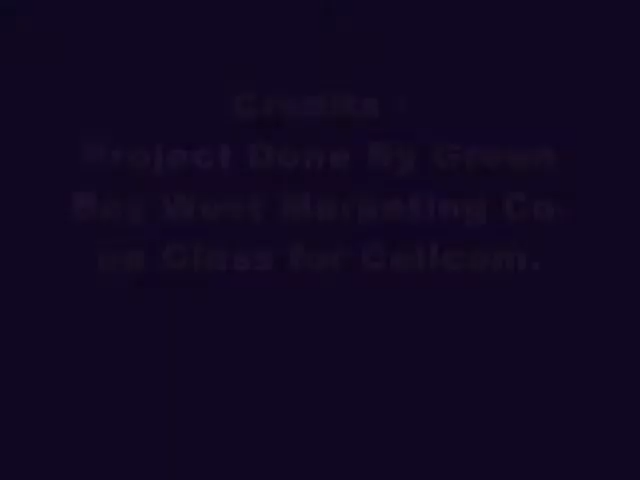 Credits :
Project Done By Green
Bay West Marketing Co-
op Class for Cellcom.